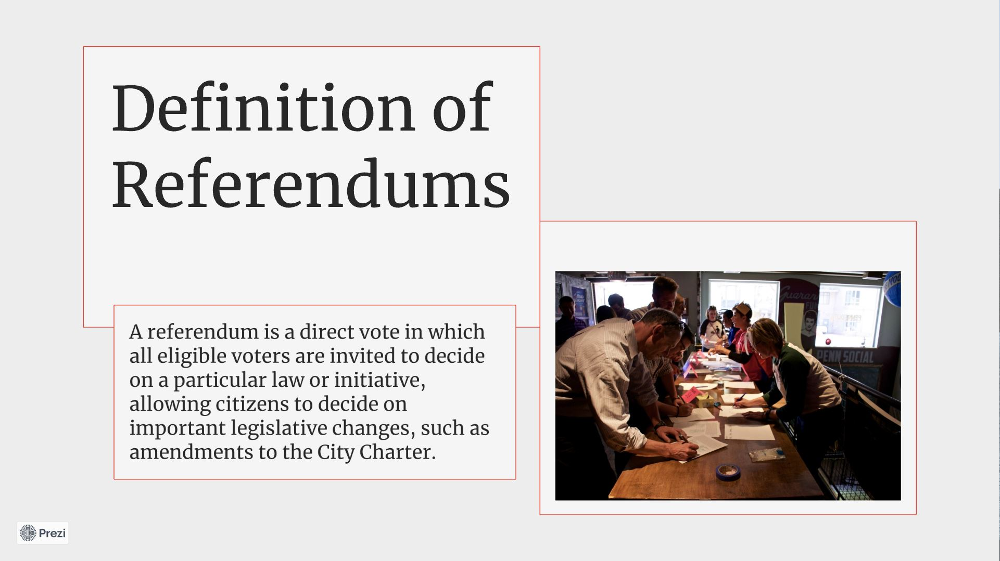 Definition of
Referendums
A referendum is a direct vote in which
all eligible voters are invited to decide
on a particular law or initiative,
allowing citizens to decide on
important legislative changes, such as
amendments to the City Charter.
BUD
LIGHT
Guaran
FUN
PENN SOCIAL
Prezi